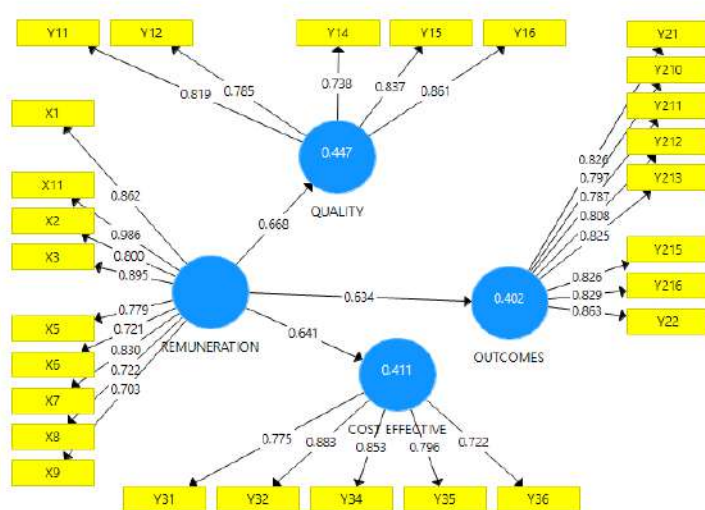 Y11
Y12
Y14
Y15
Y16
Y21
Y210
Y211
Y212
Y213
Y215
Y216
Y22
X1
X11
X2
X3
X5
X6
X7
X8
X9
0.819
0.785
0.738
0.837
0.861
0.447
QUALITY
0.862
0.986
0.800
0.895
0.779
0.721
0.830
0.722
0.703
REMUNERATION
0.668
0.634
0.641
0.826
0.797
0.787
0.808
0.825
0.826
0.829
0.863
0.402
OUTCOMES
0.411
COST EFFECTIVE
0.775
0.883
0.853
0.796
0.722
Y31
Y32
Y34
Y35
Y36